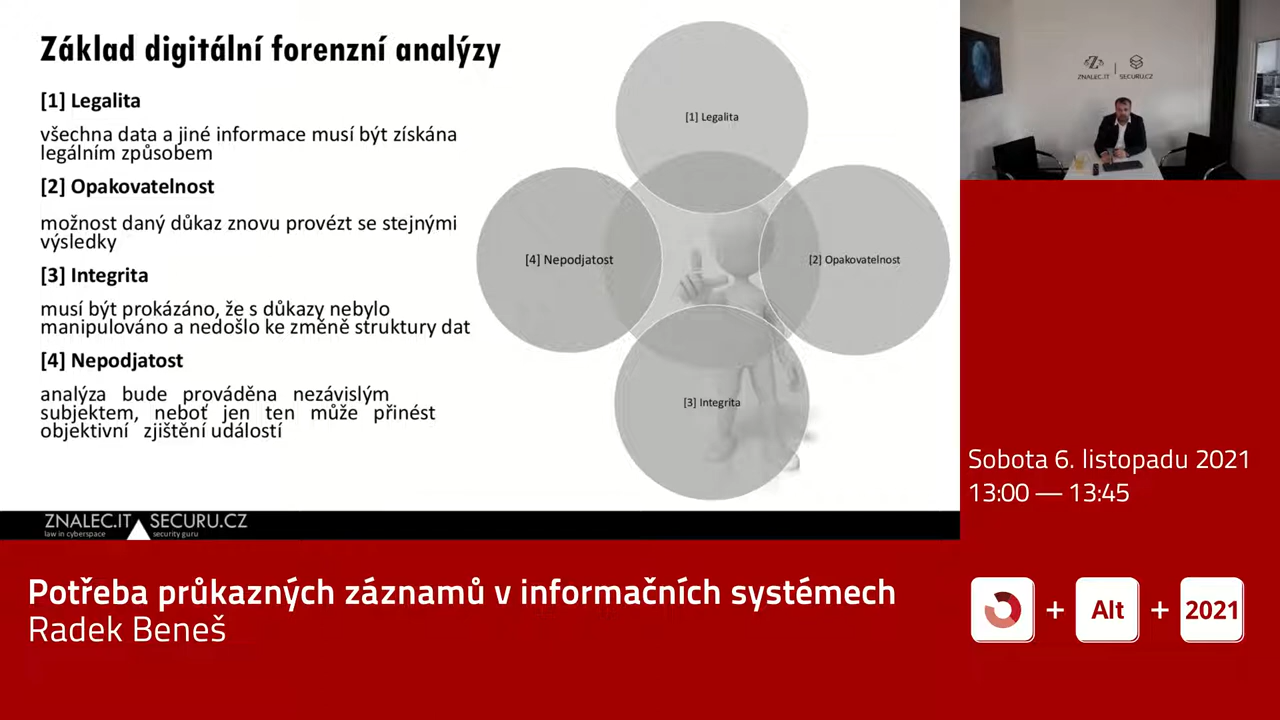 Základ digitální forenzní analýzy
[1] Legalita
všechna data a jiné informace musí být získána
legálním způsobem
[2] Opakovatelnost
možnost daný důkaz znovu provézt se stejnými
výsledky
[3] Integrita
musí být prokázáno, že s důkazy nebylo
manipulováno a nedošlo ke změně struktury dat
[4] Nepodjatost
analýza bude prováděna nezávislým
subjektem, neboť jen ten může přinést
objektivní zjištění událostí
[1] Legalita
[4] Nepodjatost
[2] Opakovatelnost
[3] Integrita
ZNALEC.IT SECURU.CZ
law in cyberspace security guru
Z
ZNALEC.IT SECURU.CZ
Sobota 6. listopadu 2021
13:00 — 13:45
Potřeba průkazných záznamů v informačních systémech
Radek Beneš
+ Alt + 2021